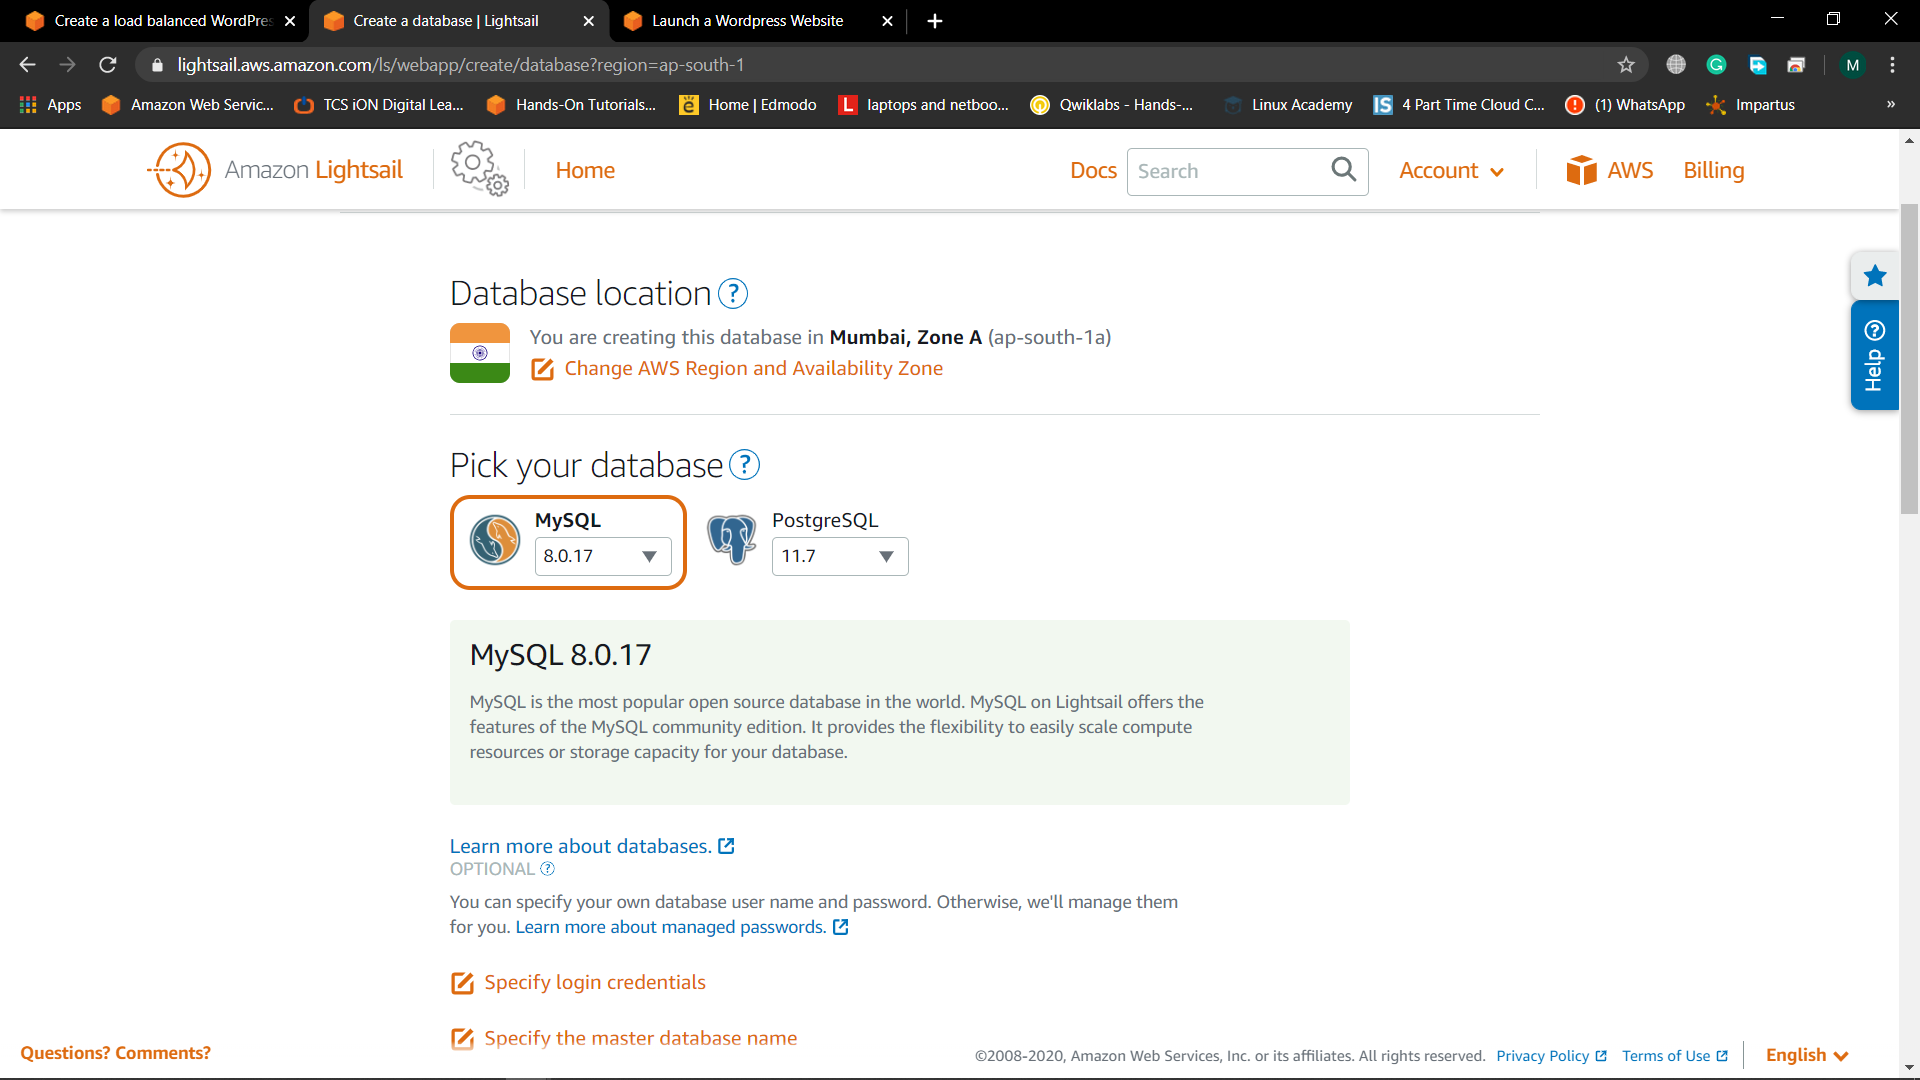 Create a load balanced WordPres
Create a database | Lightsail
Launch a Wordpress Website
lightsail.aws.amazon.com/ls/webapp/create/database?region=ap-south-1
M
Apps
Amazon Web Servic...
TCS iON Digital Lea...
Hands-On Tutorials...
Home | Edmodo
laptops and netboo...
Qwiklabs - Hands-...
Linux Academy
4 Part Time Cloud C...
(1) WhatsApp
Impartus
»
Amazon Lightsail
Home
Docs
Search
Account
AWS
Billing
Help
Database location
You are creating this database in Mumbai, Zone A (ap-south-1a)
Change AWS Region and Availability Zone
Pick your database
MySQL
8.0.17
PostgreSQL
11.7
MySQL 8.0.17
MySQL is the most popular open source database in the world. MySQL on Lightsail offers the
features of the MySQL community edition. It provides the flexibility to easily scale compute
resources or storage capacity for your database.
Learn more about databases.
OPTIONAL
You can specify your own database user name and password. Otherwise, we'll manage them
for you. Learn more about managed passwords.
Specify login credentials
Specify the master database name
Questions? Comments?
©2008-2020, Amazon Web Services, Inc. or its affiliates. All rights reserved.
Privacy Policy
Terms of Use
English